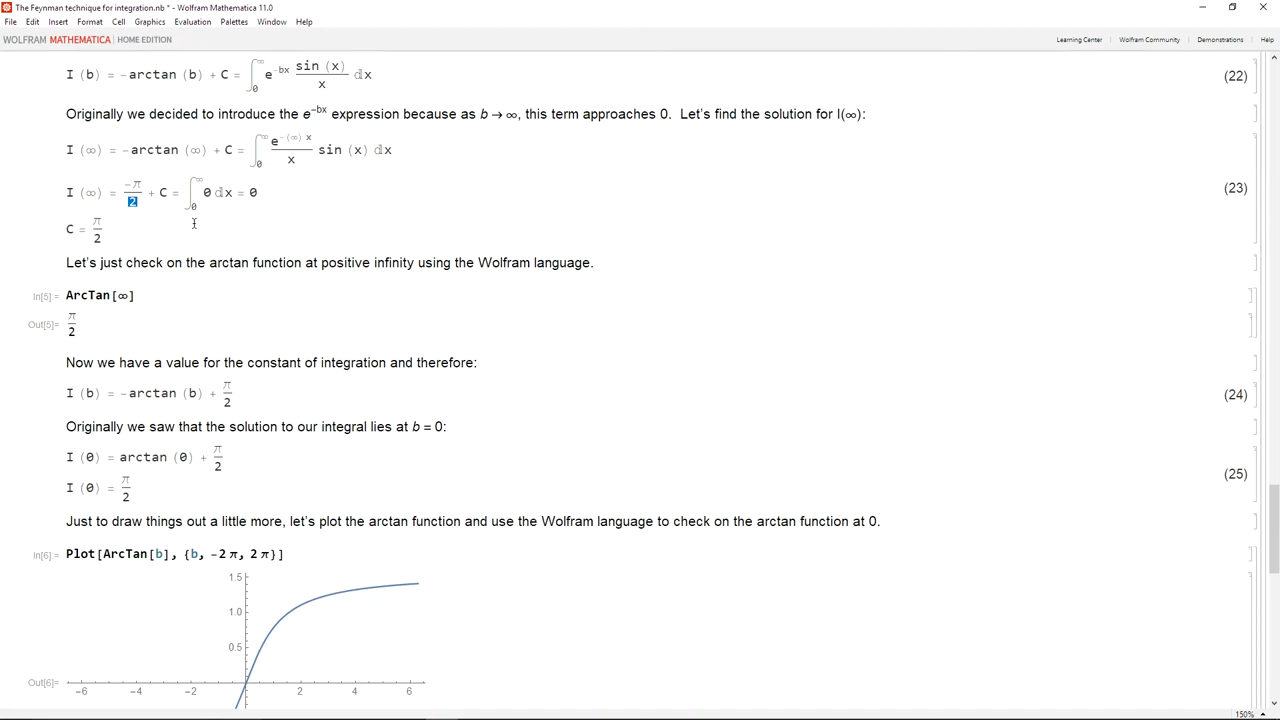 The Feynman technique for integration.nb * - Wolfram Mathematica 11.0
File Edit Insert Format Cell Graphics Evaluation Palettes Window Help
WOLFRAM MATHEMATICA | HOME EDITION Learning Center Wolfram Community Demonstrations Help
I (b) = -arctan (b) + C = ∫₀^∞ e^(-bx) sin (x)/x ⅆx (22)
Originally we decided to introduce the e^(-bx) expression because as b → ∞, this term approaches 0. Let's find the solution for I(∞):
I (∞) = -arctan (∞) + C = ∫₀^∞ e^(-(∞) x)/x sin (x) ⅆx
I (∞) = -π/2 + C = ∫₀^∞ 0 ⅆx = 0 (23)
C = π/2
Let's just check on the arctan function at positive infinity using the Wolfram language.
In[5]:= ArcTan[∞]
Out[5]= π/2
Now we have a value for the constant of integration and therefore:
I (b) = -arctan (b) + π/2 (24)
Originally we saw that the solution to our integral lies at b = 0:
I (0) = arctan (0) + π/2
(25)
I (0) = π/2
Just to draw things out a little more, let's plot the arctan function and use the Wolfram language to check on the arctan function at 0.
In[6]:= Plot[ArcTan[b], {b, -2 π, 2 π}]
1.5
1.0
0.5
Out[6]=
-6 -4 -2 2 4 6
150%